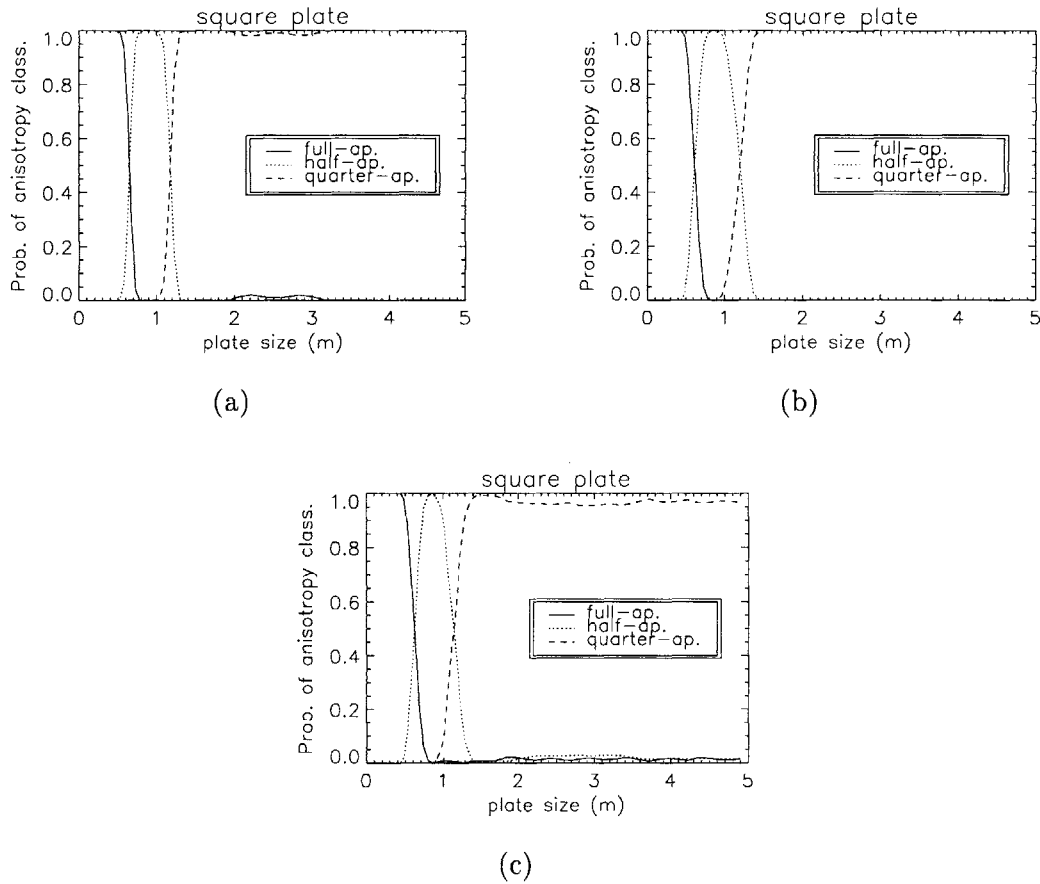 square plate
Prob. of anisotropy class.
1.0
0.8
0.6
0.4
0.2
0.0
full-ap.
half-ap.
quarter-ap.
0 1 2 3 4 5
plate size (m)
(a)
square plate
Prob. of anisotropy class.
1.0
0.8
0.6
0.4
0.2
0.0
full-ap.
half-ap.
quarter-ap.
0 1 2 3 4 5
plate size (m)
(b)
square plate
Prob. of anisotropy class.
1.0
0.8
0.6
0.4
0.2
0.0
full-ap.
half-ap.
quarter-ap.
0 1 2 3 4 5
plate size (m)
(c)